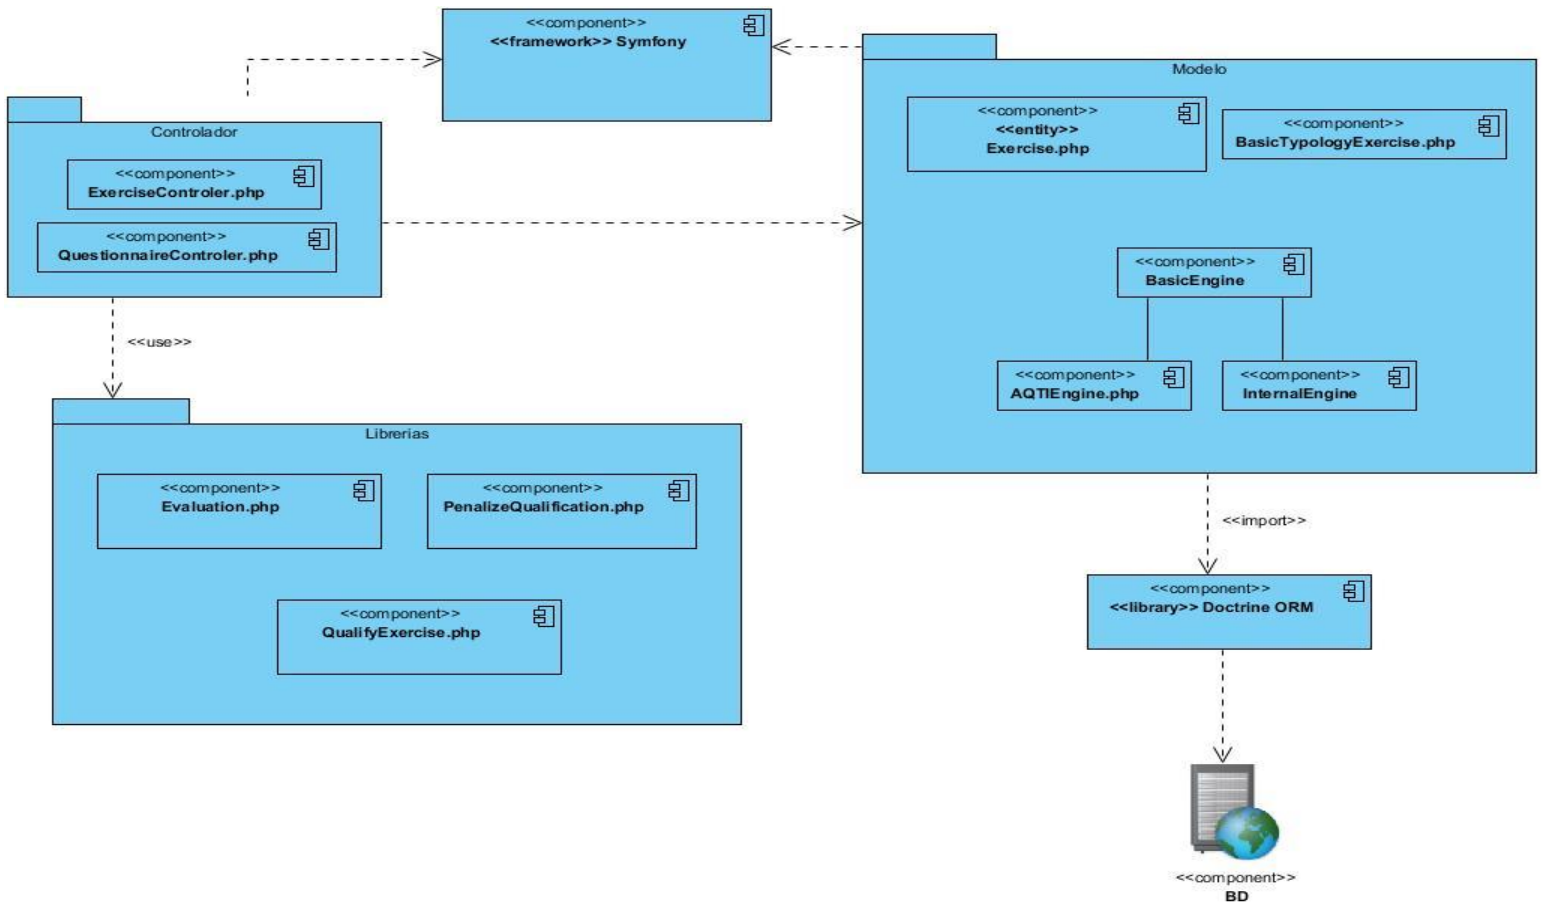 <<component>>
<<framework>> Symfony
Modelo
<<component>>
<<entity>>
Exercise.php
<<component>>
BasicTypologyExercise.php
Controlador
<<component>>
ExerciseControler.php
<<component>>
QuestionnaireControler.php
<<component>>
BasicEngine
<<use>>
<<component>>
AQTIEngine.php
<<component>>
InternalEngine
Librerias
<<component>>
Evaluation.php
<<component>>
PenalizeQualification.php
<<import>>
<<component>>
<<library>> Doctrine ORM
<<component>>
QualifyExercise.php
<<component>>
BD